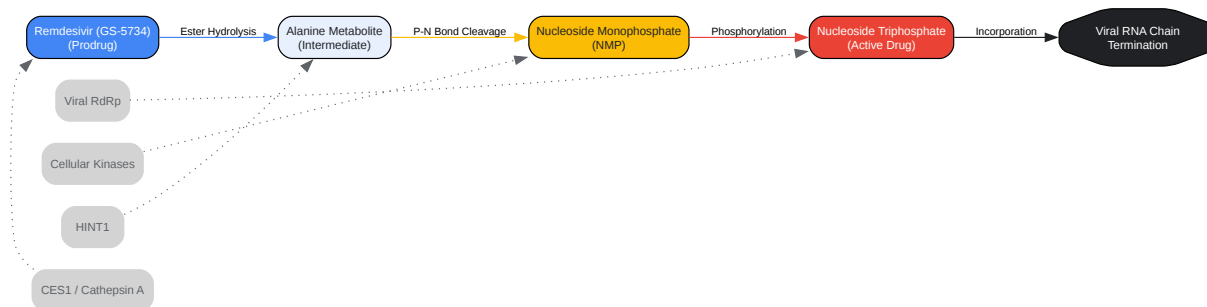 Remdesivir (GS-5734)
(Prodrug)
Ester Hydrolysis
Alanine Metabolite
(Intermediate)
P-N Bond Cleavage
Nucleoside Monophosphate
(NMP)
Phosphorylation
Nucleoside Triphosphate
(Active Drug)
Incorporation
Viral RNA Chain
Termination
Viral RdRp
Cellular Kinases
HINT1
CES1 / Cathepsin A